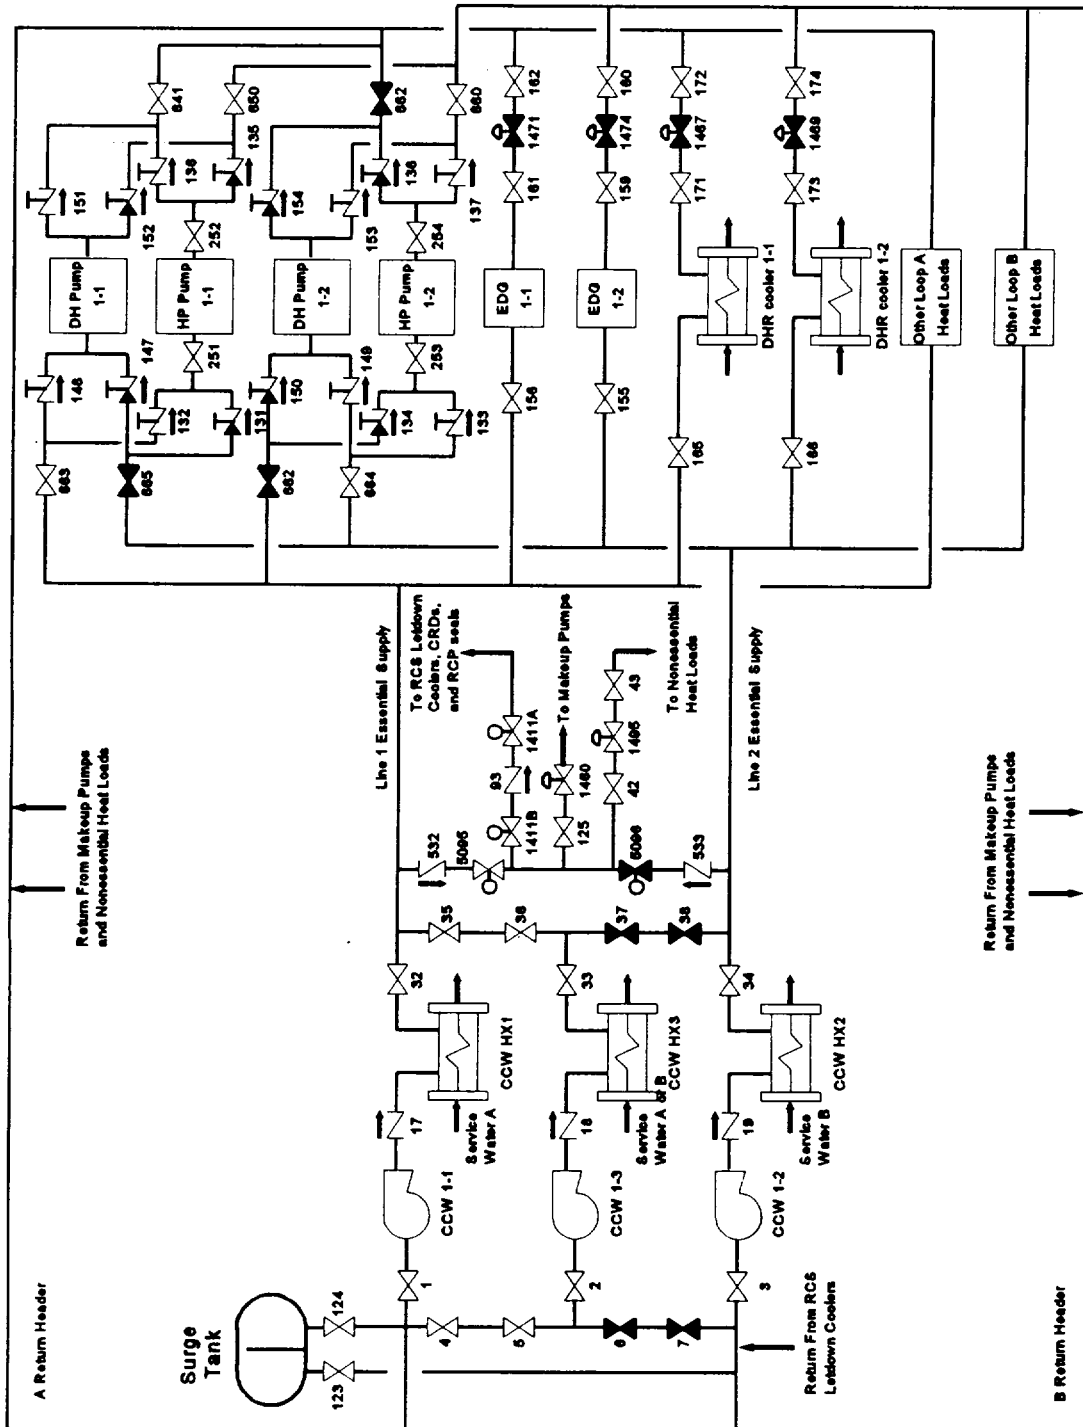 A Return Header
Surge
Tank
123
124
1
4
5
2
6
7
3
Return From RCS
Letdown Coolers
B Return Header
CCW 1-1
CCW 1-3
CCW 1-2
17
18
19
Service
Water A
Service
Water A or B
Service
Water B
CCW HX1
CCW HX3
CCW HX2
32
33
34
35
36
37
38
Return From Makeup Pumps
and Nonessential Heat Loads
532
5095
5096
533
1411B
93
1411A
125
1460
42
1495
43
Line 1 Essential Supply
To RCS Letdown
Coolers, CRDs,
and RCP seals
To Makeup Pumps
To Nonessential
Heat Loads
Line 2 Essential Supply
Return From Makeup Pumps
and Nonessential Heat Loads
663
665
662
664
148
147
132
131
150
149
134
133
251
253
156
155
165
166
DH Pump
1-1
HP Pump
1-1
DH Pump
1-2
HP Pump
1-2
EDG
1-1
EDG
1-2
DHR cooler 1-1
DHR cooler 1-2
Other Loop A
Heat Loads
Other Loop B
Heat Loads
151
152
252
136
135
154
153
254
136
137
161
159
171
173
1471
1474
1467
1469
641
650
662
660
162
160
172
174